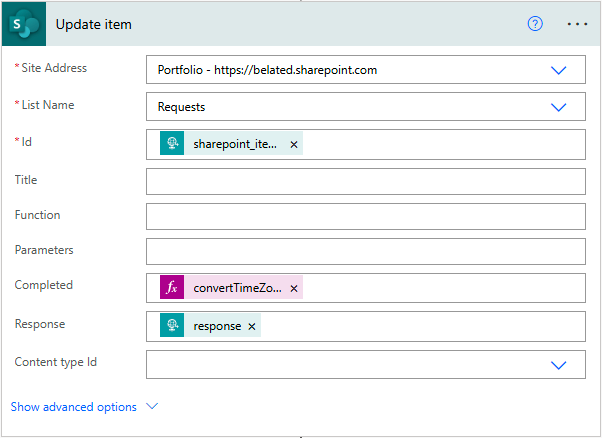 S
Update item
?
...
* Site Address
Portfolio - https://belated.sharepoint.com
* List Name
Requests
* Id
sharepoint_ite... ×
Title
Function
Parameters
Completed
fx convertTimeZo... ×
Response
response ×
Content type Id
Show advanced options